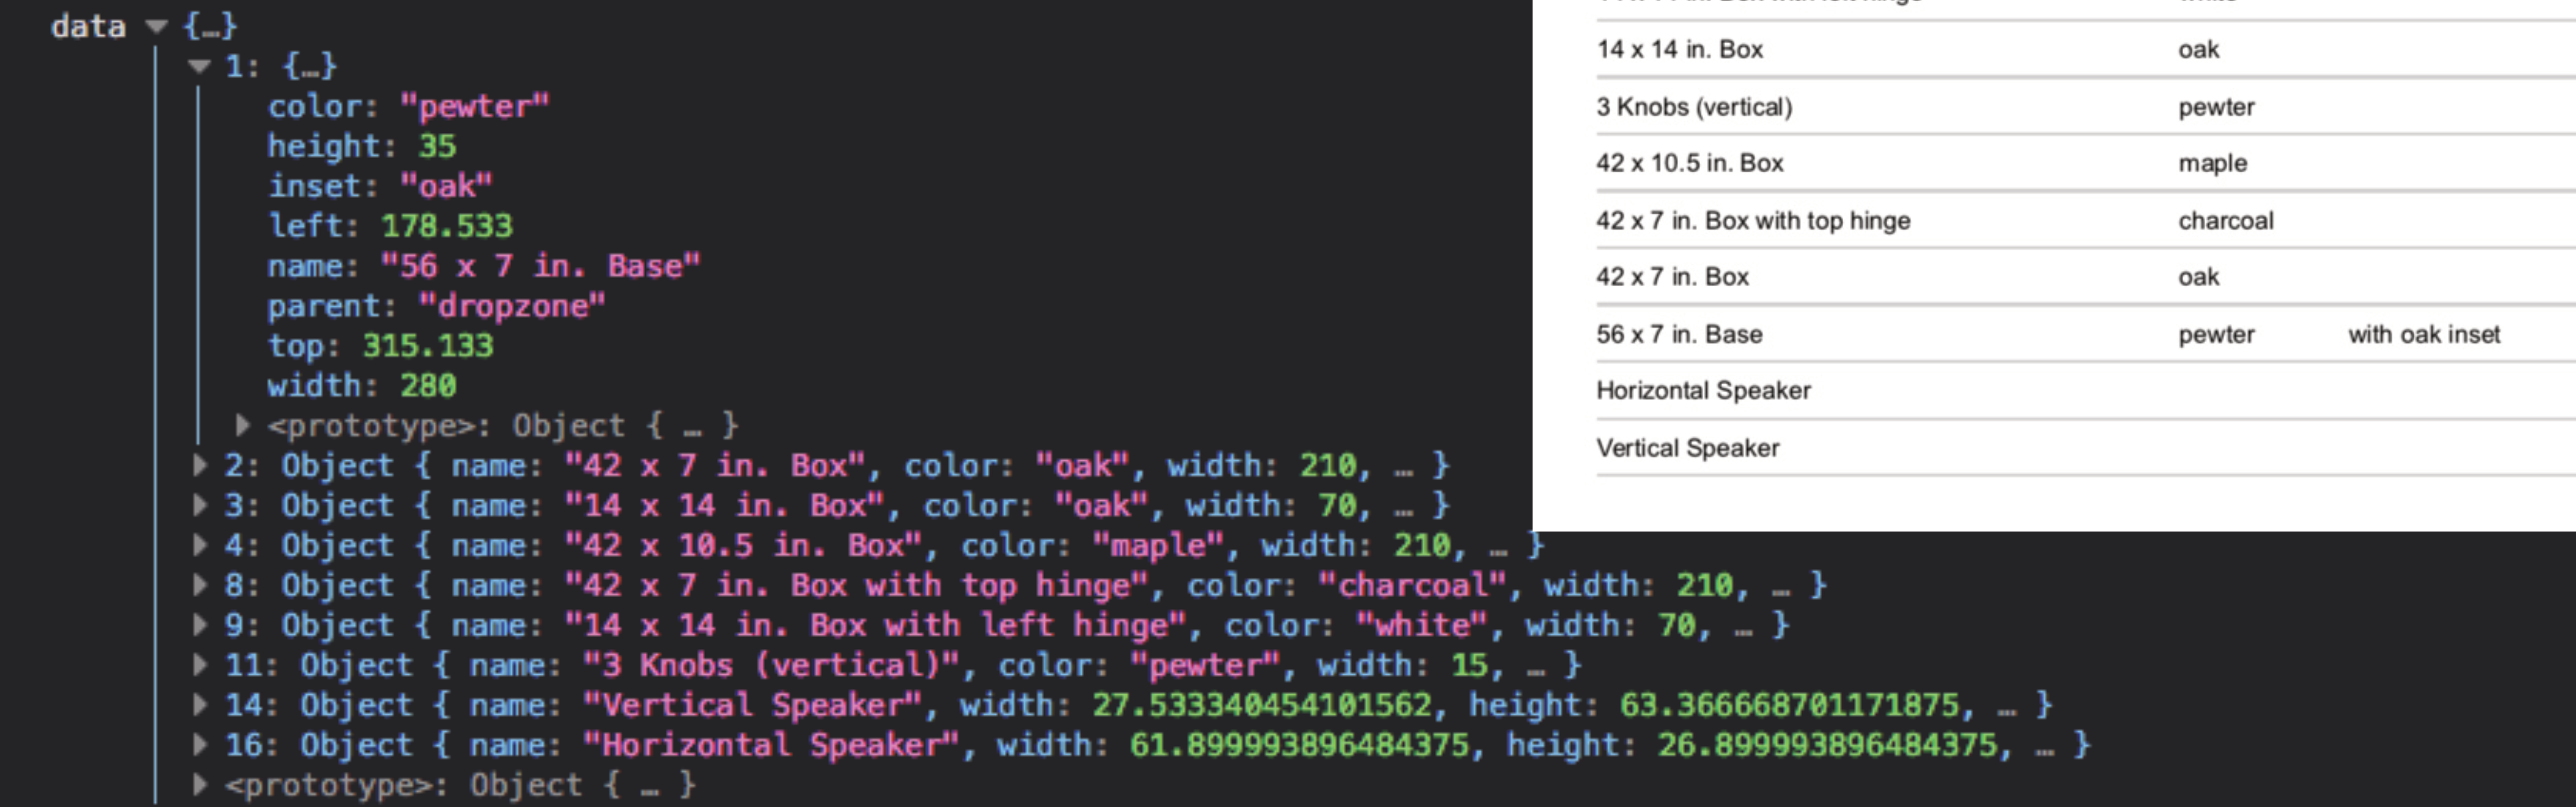 data ▼ {…}
▼ 1: {…}
color: "pewter"
height: 35
inset: "oak"
left: 178.533
name: "56 x 7 in. Base"
parent: "dropzone"
top: 315.133
width: 280
▶ <prototype>: Object { … }
▶ 2: Object { name: "42 x 7 in. Box", color: "oak", width: 210, … }
▶ 3: Object { name: "14 x 14 in. Box", color: "oak", width: 70, … }
▶ 4: Object { name: "42 x 10.5 in. Box", color: "maple", width: 210, … }
▶ 8: Object { name: "42 x 7 in. Box with top hinge", color: "charcoal", width: 210, … }
▶ 9: Object { name: "14 x 14 in. Box with left hinge", color: "white", width: 70, … }
▶ 11: Object { name: "3 Knobs (vertical)", color: "pewter", width: 15, … }
▶ 14: Object { name: "Vertical Speaker", width: 27.533340454101562, height: 63.366668701171875, … }
▶ 16: Object { name: "Horizontal Speaker", width: 61.899993896484375, height: 26.899993896484375, … }
▶ <prototype>: Object { … }
14 x 14 in. Box oak
3 Knobs (vertical) pewter
42 x 10.5 in. Box maple
42 x 7 in. Box with top hinge charcoal
42 x 7 in. Box oak
56 x 7 in. Base pewter with oak inset
Horizontal Speaker
Vertical Speaker